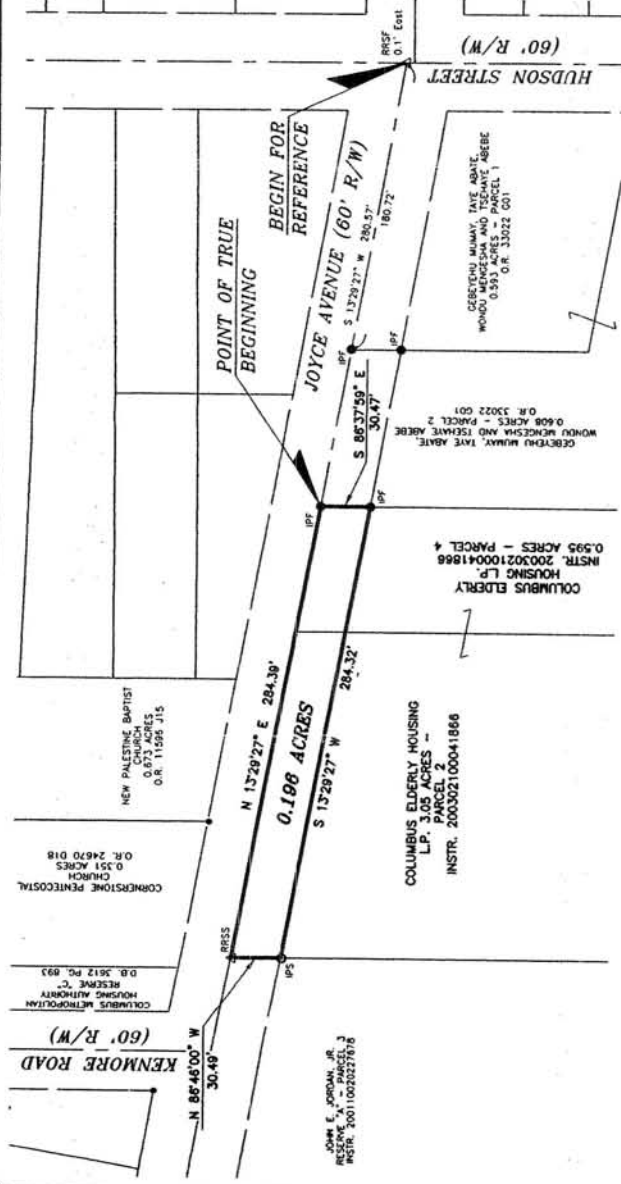 HUDSON STREET
(60' R/W)
RRSF
0.1' East
BEGIN FOR
REFERENCE
POINT OF TRUE
BEGINNING
JOYCE AVENUE (60' R/W)
S 13°29'27" W 280.57'
180.72'
IPF
IPF
S 86°37'59" E
30.47'
GEBEYEHU MUMAY, TAYE ABATE,
WONDU MENGESHA AND TSEHAYE ABEBE
0.593 ACRES - PARCEL 1
O.R. 33022 G01
GEBEYEHU MUMAY, TAYE ABATE,
WONDU MENGESHA AND TSEHAYE ABEBE
0.608 ACRES - PARCEL 2
O.R. 33022 G01
IPF
COLUMBUS ELDERLY
HOUSING L.P.
INSTR. 200302100041866
0.595 ACRES - PARCEL 4
N 13°29'27" E 284.39'
0.196 ACRES
S 13°29'27" W 284.32'
NEW PALESTINE BAPTIST
CHURCH
0.673 ACRES
O.R. 11595 J15
CORNERSTONE PENTECOSTAL
CHURCH
0.351 ACRES
O.R. 24670 D18
COLUMBUS METROPOLITAN
HOUSING AUTHORITY
RESERVE "C"
D.B. 3612 PG. 893
COLUMBUS ELDERLY HOUSING
L.P. 3.05 ACRES -
PARCEL 2
INSTR. 200302100041866
RRSS
IPS
KENMORE ROAD
(60' R/W)
N 86°46'00" W
30.49'
JOHN E. JORDAN, JR.
RESERVE "A" - PARCEL 3
INSTR. 200110020227678